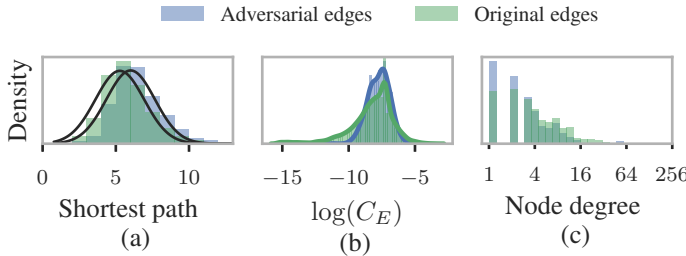 Adversarial edges Original edges
Density
0 5 10
Shortest path
(a)
−15 −10 −5
log(C_E)
(b)
1 4 16 64 256
Node degree
(c)